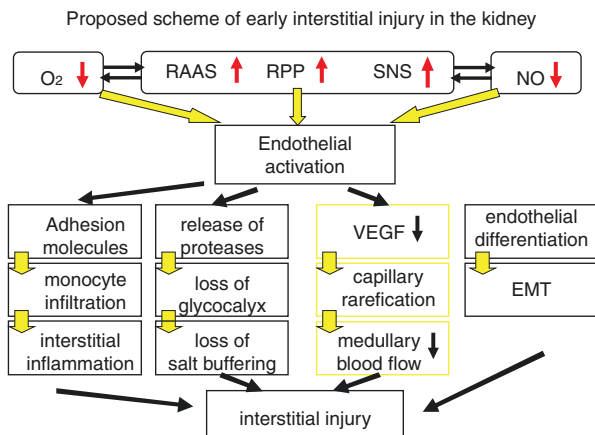 Proposed scheme of early interstitial injury in the kidney
O2
RAAS RPP SNS
NO
Endothelial
activation
Adhesion
molecules
monocyte
infiltration
interstitial
inflammation
release of
proteases
loss of
glycocalyx
loss of
salt buffering
VEGF
capillary
rarefication
medullary
blood flow
endothelial
differentiation
EMT
interstitial injury